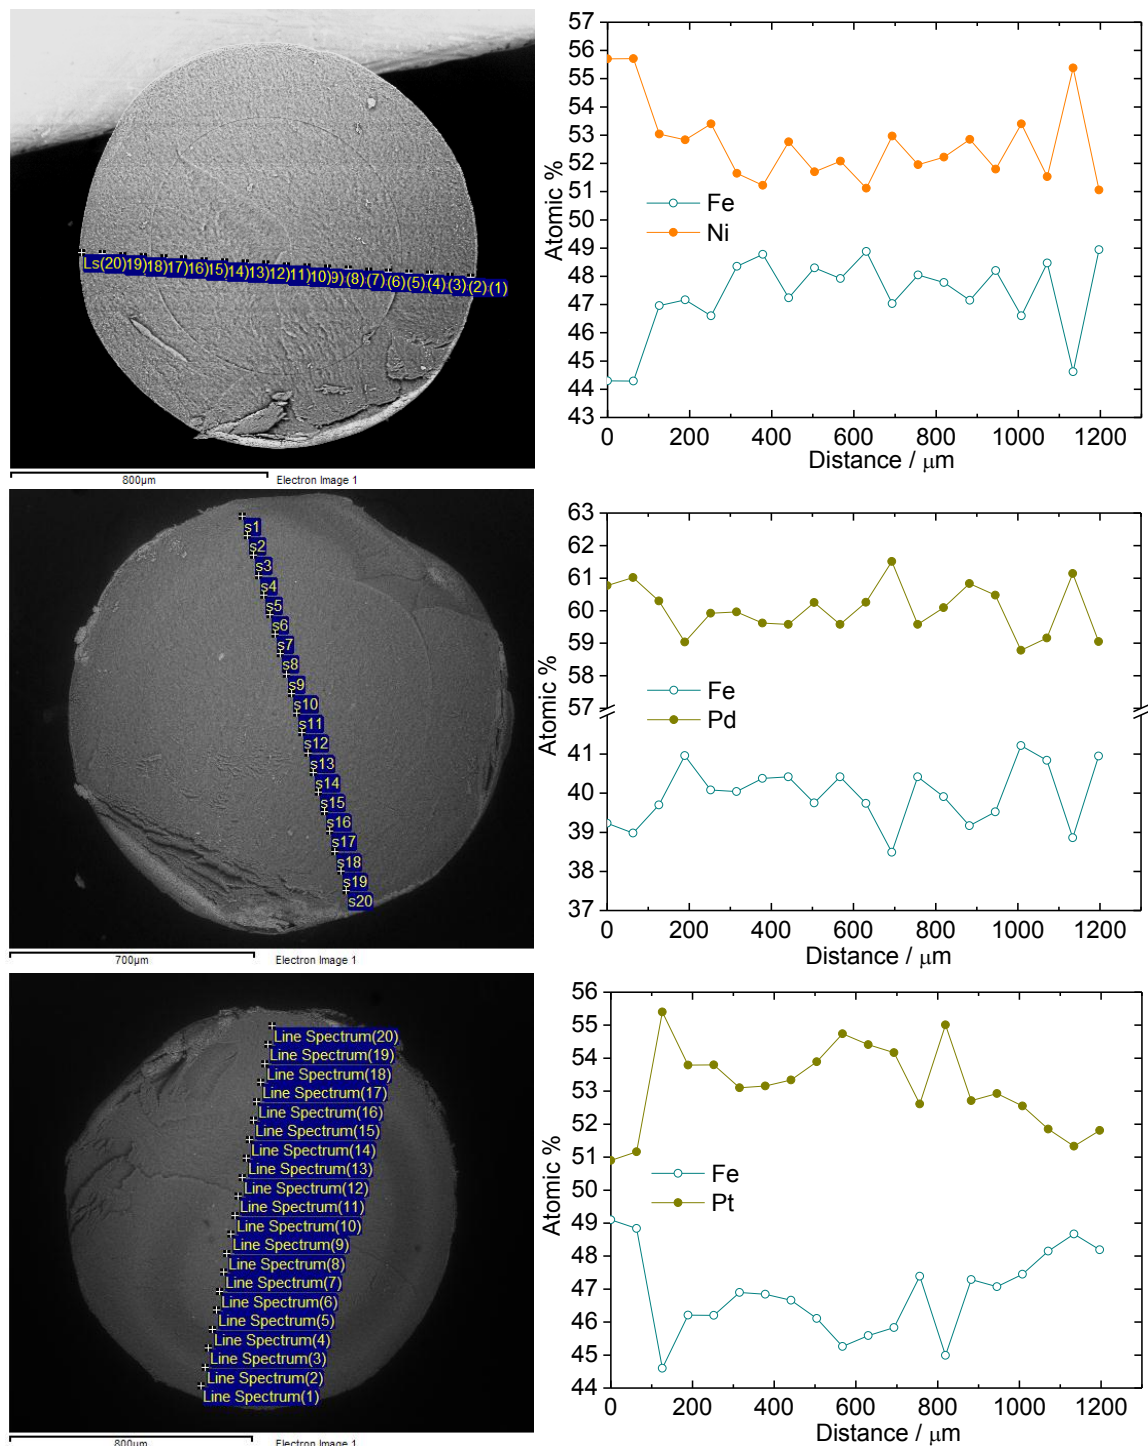 Ls(20)(19)(18)(17)(16)(15)(14)(13)(12)(11)(10)(9)(8)(7)(6)(5)(4)(3)(2)(1)
800µm Electron Image 1
57
56
55
54
53
52
51
50
49
48
47
46
45
44
43
Atomic %
Fe
Ni
0 200 400 600 800 1000 1200
Distance / µm
s1
s2
s3
s4
s5
s6
s7
s8
s9
s10
s11
s12
s13
s14
s15
s16
s17
s18
s19
s20
700µm Electron Image 1
63
62
61
60
59
58
57
41
40
39
38
37
Atomic %
Fe
Pd
0 200 400 600 800 1000 1200
Distance / µm
Line Spectrum(20)
Line Spectrum(19)
Line Spectrum(18)
Line Spectrum(17)
Line Spectrum(16)
Line Spectrum(15)
Line Spectrum(14)
Line Spectrum(13)
Line Spectrum(12)
Line Spectrum(11)
Line Spectrum(10)
Line Spectrum(9)
Line Spectrum(8)
Line Spectrum(7)
Line Spectrum(6)
Line Spectrum(5)
Line Spectrum(4)
Line Spectrum(3)
Line Spectrum(2)
Line Spectrum(1)
800µm Electron Image 1
56
55
54
53
52
51
50
49
48
47
46
45
44
Atomic %
Fe
Pt
0 200 400 600 800 1000 1200
Distance / µm